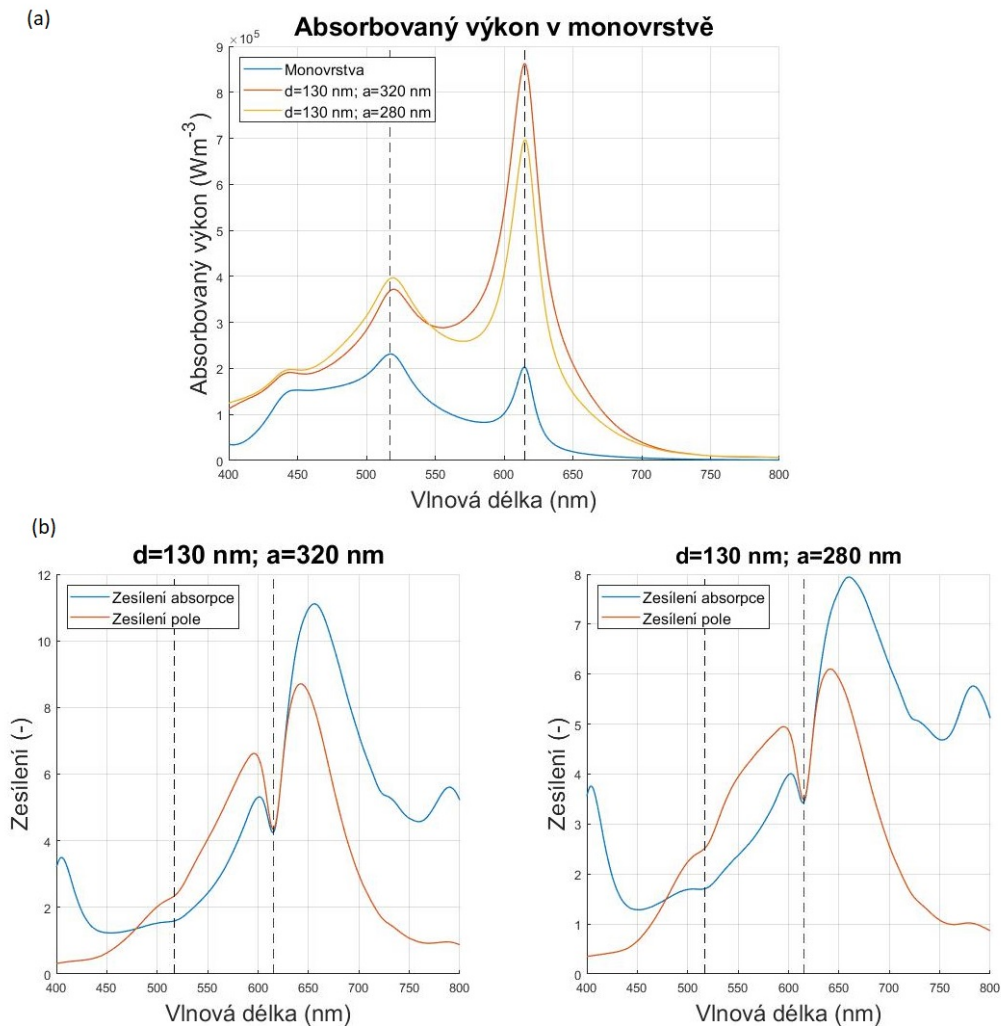 (a)
Absorbovaný výkon v monovrstvě
×10⁵
9
8
7
6
5
4
3
2
1
0
Absorbovaný výkon (Wm⁻³)
Monovrstva
d=130 nm; a=320 nm
d=130 nm; a=280 nm
400 450 500 550 600 650 700 750 800
Vlnová délka (nm)
(b)
d=130 nm; a=320 nm
12
10
8
6
4
2
0
Zesílení (-)
Zesílení absorpce
Zesílení pole
400 450 500 550 600 650 700 750 800
Vlnová délka (nm)
d=130 nm; a=280 nm
8
7
6
5
4
3
2
1
0
Zesílení (-)
Zesílení absorpce
Zesílení pole
400 450 500 550 600 650 700 750 800
Vlnová délka (nm)